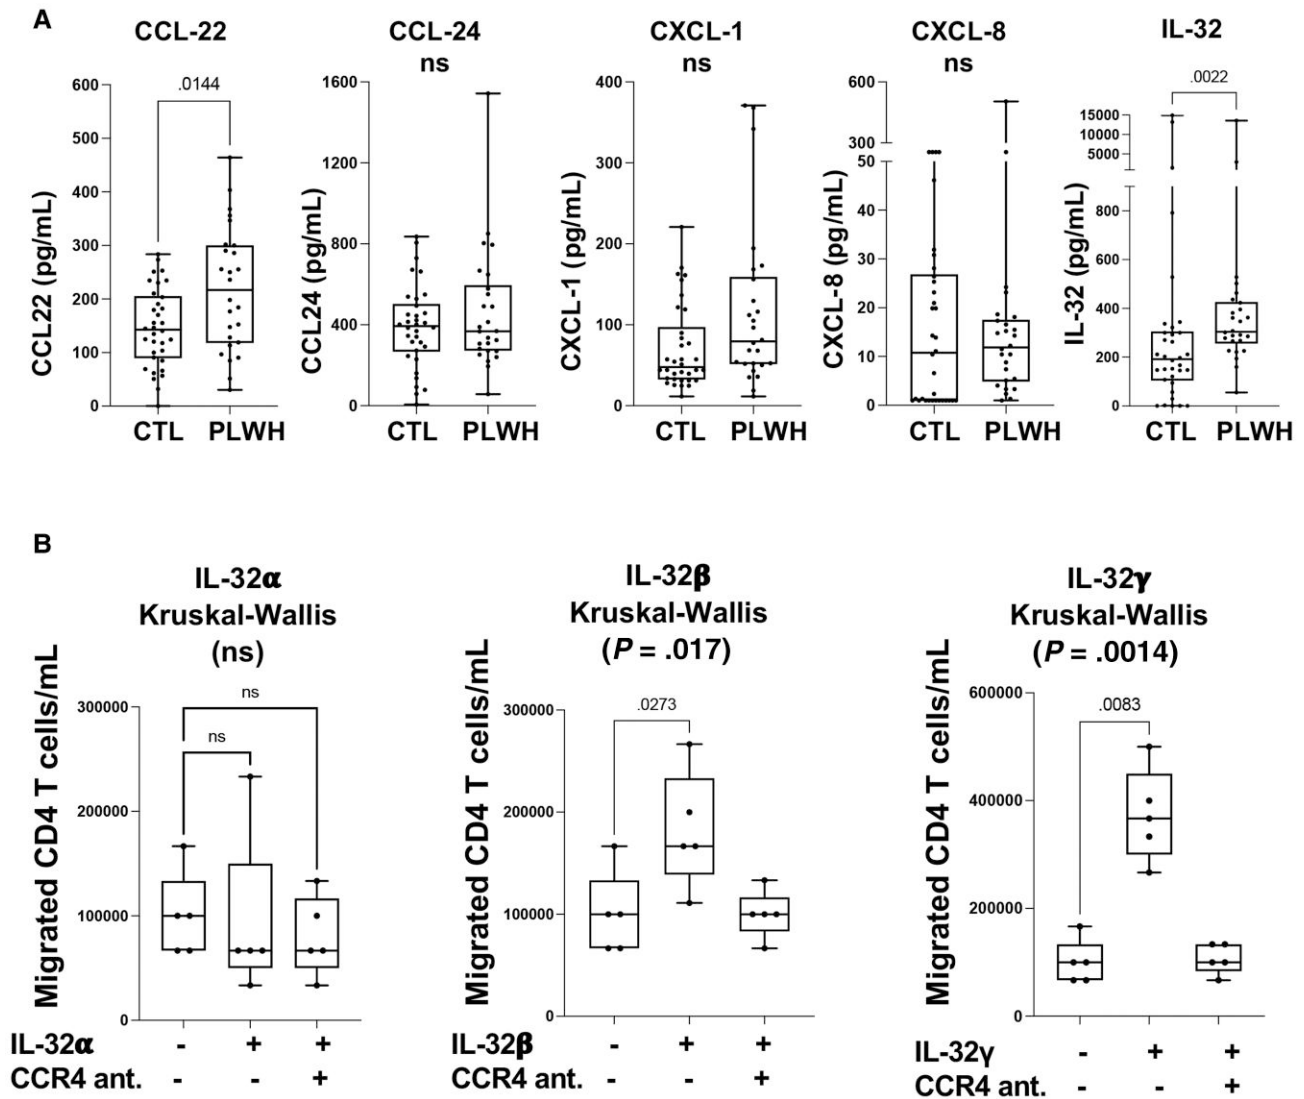 A
CCL-22
CCL-24
ns
CXCL-1
ns
CXCL-8
ns
IL-32
.0144
.0022
600
500
400
300
200
100
0
CCL22 (pg/mL)
CTL PLWH
1600
1200
800
400
0
CCL24 (pg/mL)
CTL PLWH
400
300
200
100
0
CXCL-1 (pg/mL)
CTL PLWH
600
300
50
40
30
20
10
0
CXCL-8 (pg/mL)
CTL PLWH
15000
10000
5000
800
600
400
200
0
IL-32 (pg/mL)
CTL PLWH
B
IL-32α
Kruskal-Wallis
(ns)
ns
ns
300000
200000
100000
0
Migrated CD4 T cells/mL
IL-32α - + +
CCR4 ant. - - +
IL-32β
Kruskal-Wallis
(P = .017)
.0273
300000
200000
100000
0
Migrated CD4 T cells/mL
IL-32β - + +
CCR4 ant. - - +
IL-32γ
Kruskal-Wallis
(P = .0014)
.0083
600000
400000
200000
0
Migrated CD4 T cells/mL
IL-32γ - + +
CCR4 ant. - - +